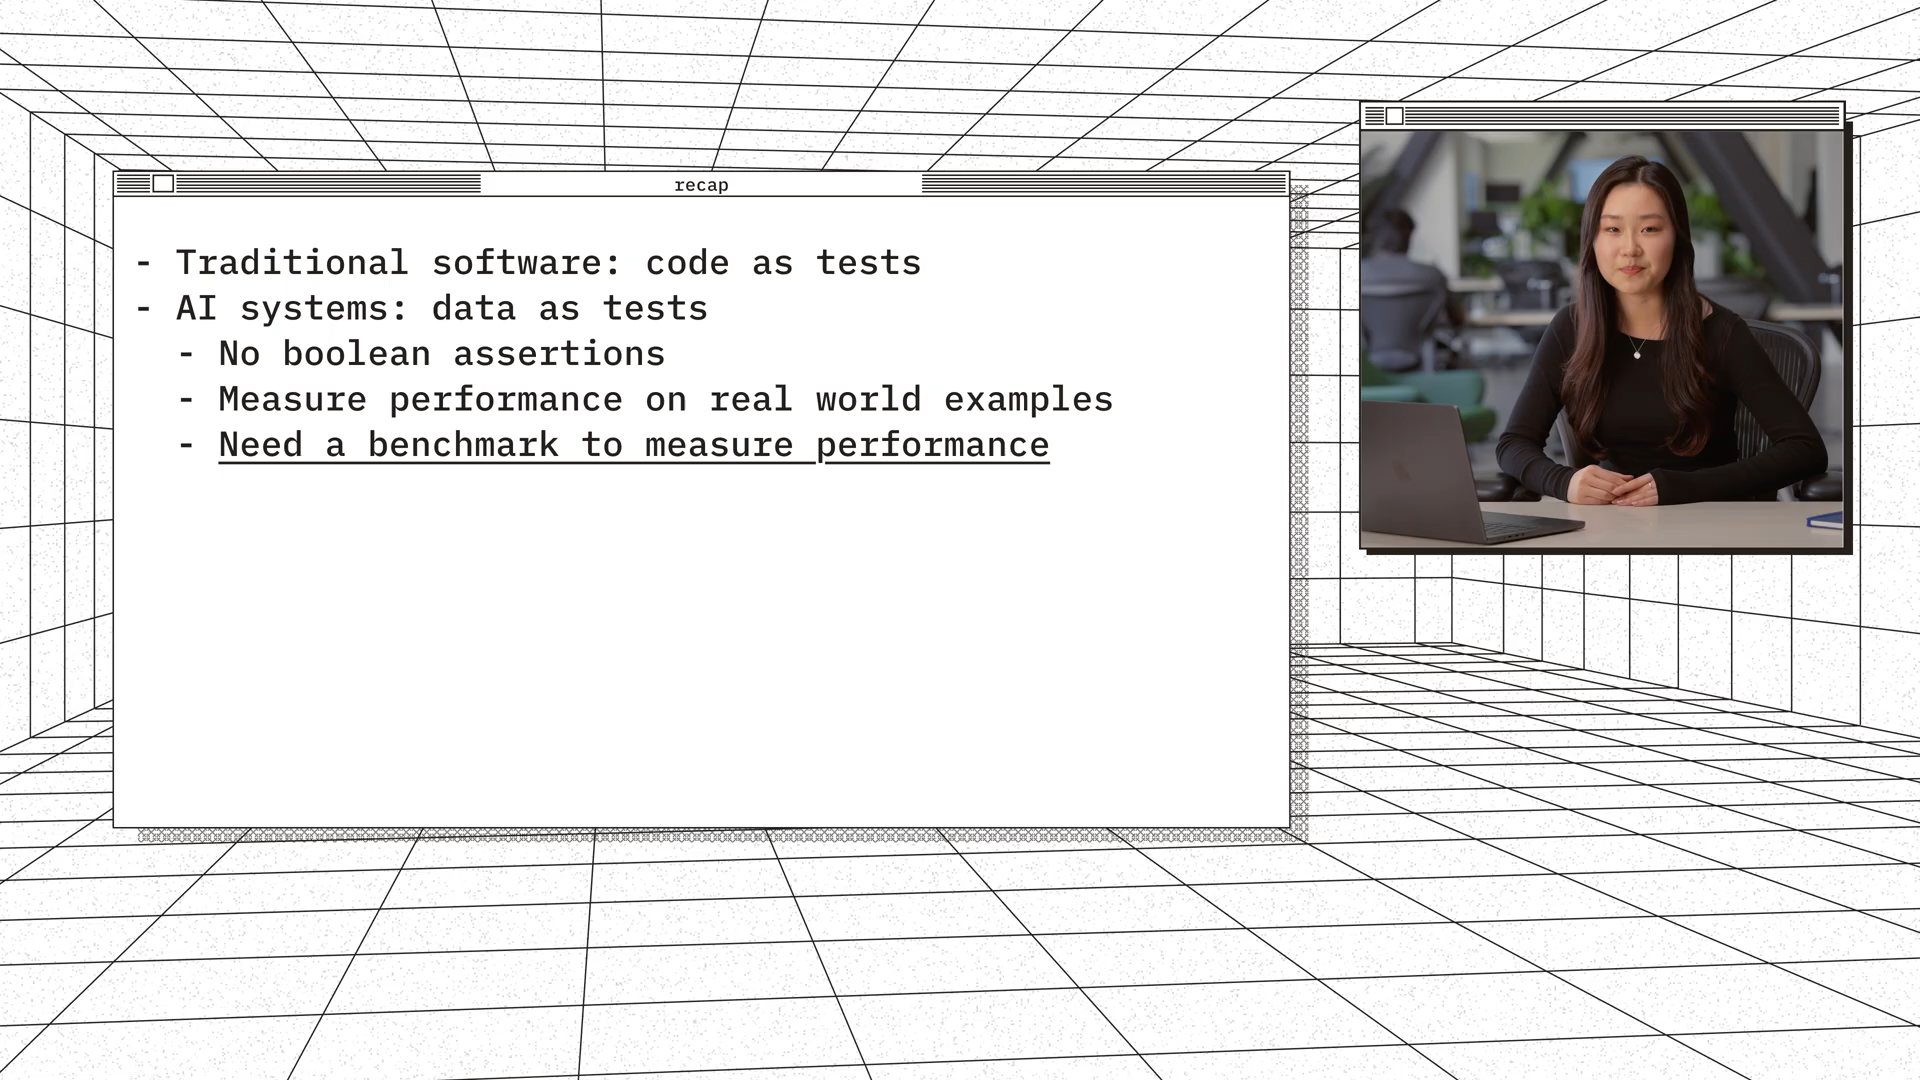 recap
- Traditional software: code as tests
- AI systems: data as tests
- No boolean assertions
- Measure performance on real world examples
- Need a benchmark to measure performance